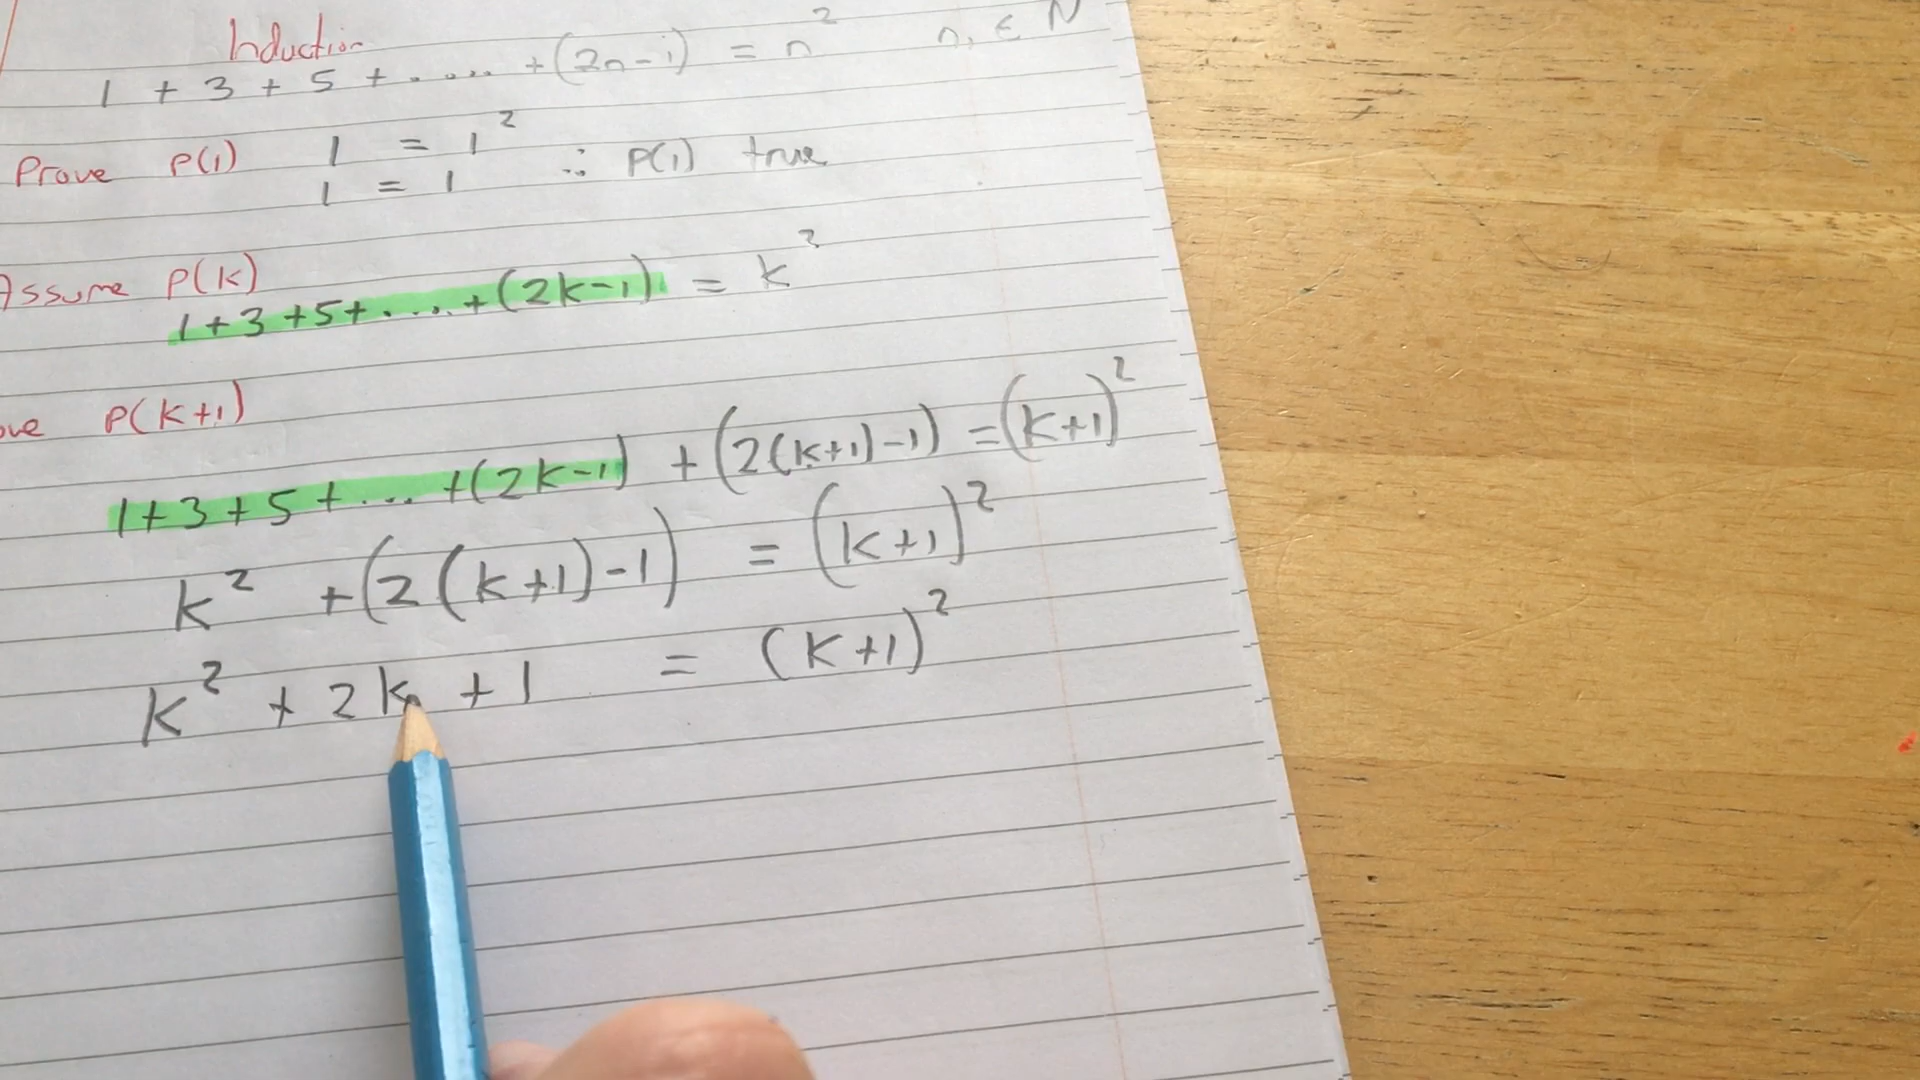 Induction
1 + 3 + 5 + ..... + (2n-1) = n² n, ∈ N
Prove P(1) 1 = 1²
1 = 1 ∴ P(1) true
Assume P(k)
1+3+5+.....+(2k-1) = k²
P(k+1)
1+3+5+....+(2k-1) + (2(k+1)-1) = (k+1)²
k² + (2(k+1)-1) = (k+1)²
k² + 2k + 1 = (k+1)²